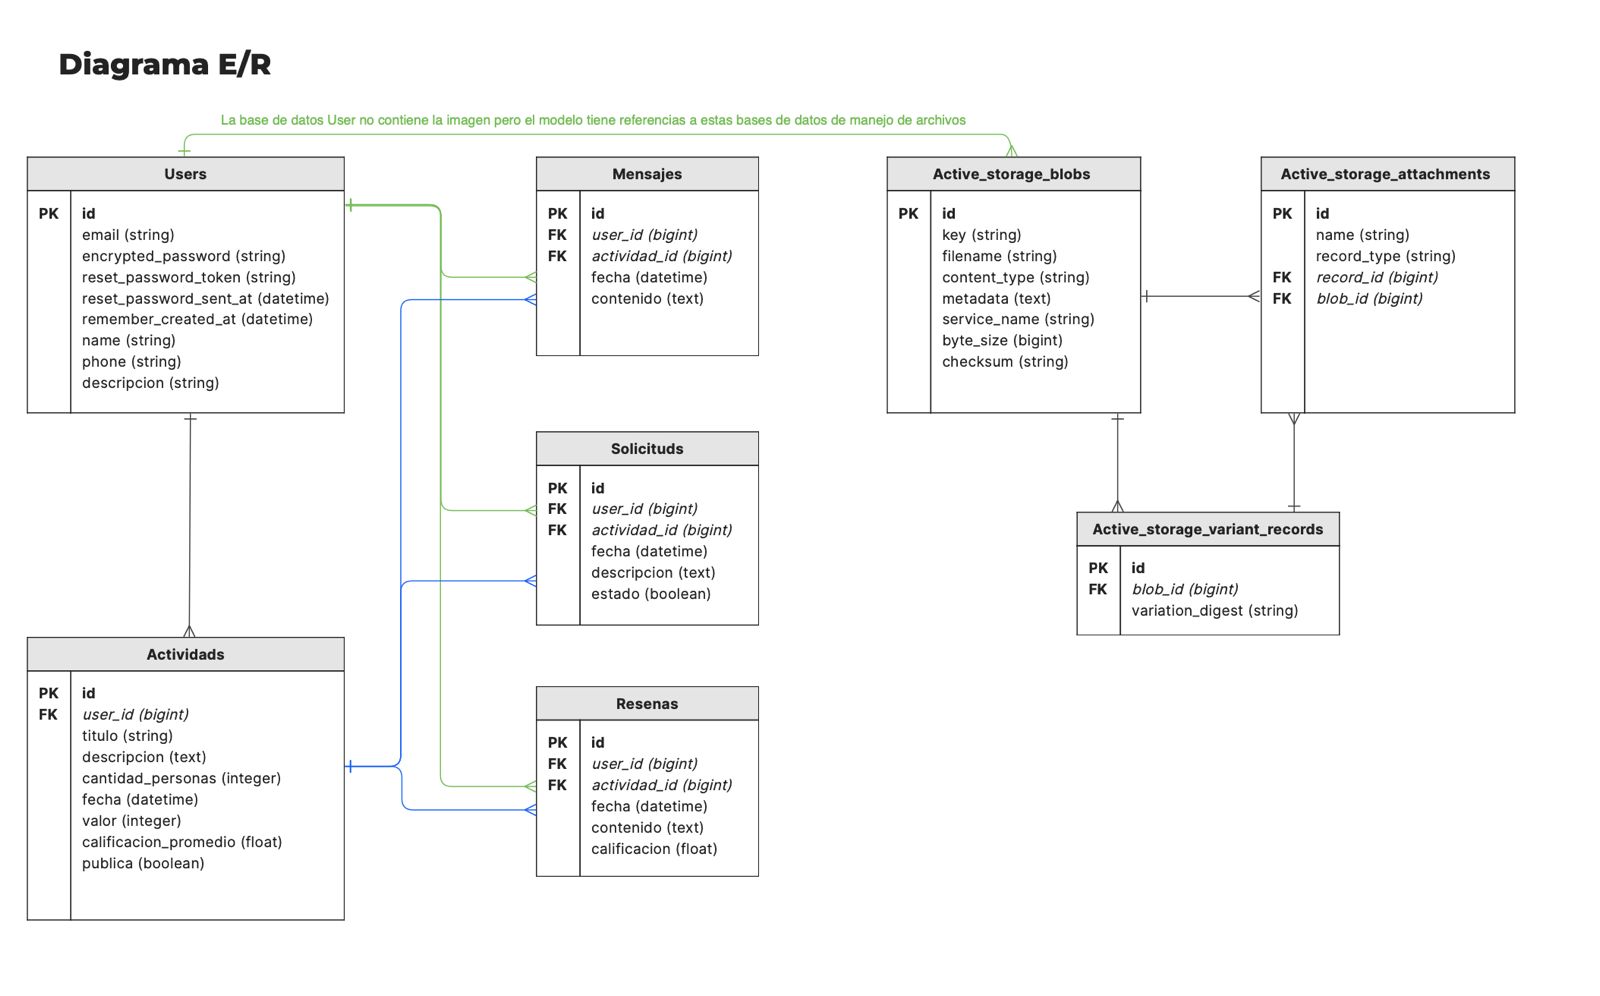 Diagrama E/R
La base de datos User no contiene la imagen pero el modelo tiene referencias a estas bases de datos de manejo de archivos
Users
PK id
email (string)
encrypted_password (string)
reset_password_token (string)
reset_password_sent_at (datetime)
remember_created_at (datetime)
name (string)
phone (string)
descripcion (string)
Mensajes
PK id
FK user_id (bigint)
FK actividad_id (bigint)
fecha (datetime)
contenido (text)
Active_storage_blobs
PK id
key (string)
filename (string)
content_type (string)
metadata (text)
service_name (string)
byte_size (bigint)
checksum (string)
Active_storage_attachments
PK id
name (string)
record_type (string)
FK record_id (bigint)
FK blob_id (bigint)
Solicituds
PK id
FK user_id (bigint)
FK actividad_id (bigint)
fecha (datetime)
descripcion (text)
estado (boolean)
Active_storage_variant_records
PK id
FK blob_id (bigint)
variation_digest (string)
Actividads
PK id
FK user_id (bigint)
titulo (string)
descripcion (text)
cantidad_personas (integer)
fecha (datetime)
valor (integer)
calificacion_promedio (float)
publica (boolean)
Resenas
PK id
FK user_id (bigint)
FK actividad_id (bigint)
fecha (datetime)
contenido (text)
calificacion (float)